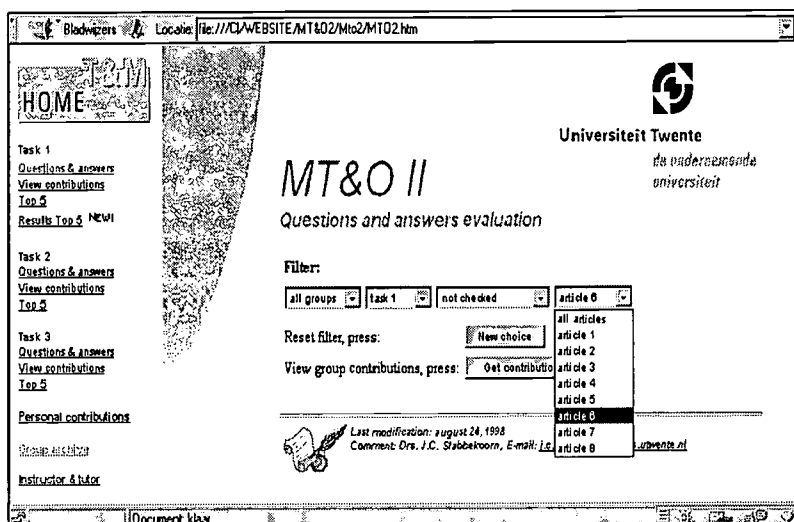 Bladwijzers Locatie: file:///C|/WEBSITE/MT&O2/Mto2/MTO2.htm
T&M
HOME
Task 1
Questions & answers
View contributions
Top 5
Results Top 5 NEW!
Task 2
Questions & answers
View contributions
Top 5
Task 3
Questions & answers
View contributions
Top 5
Personal contributions
Group archive
Instructor & tutor
Universiteit Twente
de ondernemende
universiteit
MT&O II
Questions and answers evaluation
Filter:
all groups task 1 not checked article 6
all articles
article 1
article 2
article 3
article 4
article 5
article 6
article 7
article 8
Reset filter, press: New choice
View group contributions, press: Get contributio
Last modification: august 24, 1998
Comment: Drs. J.C. Slabbekoorn, E-mail: .utwente.nl
Document klaar